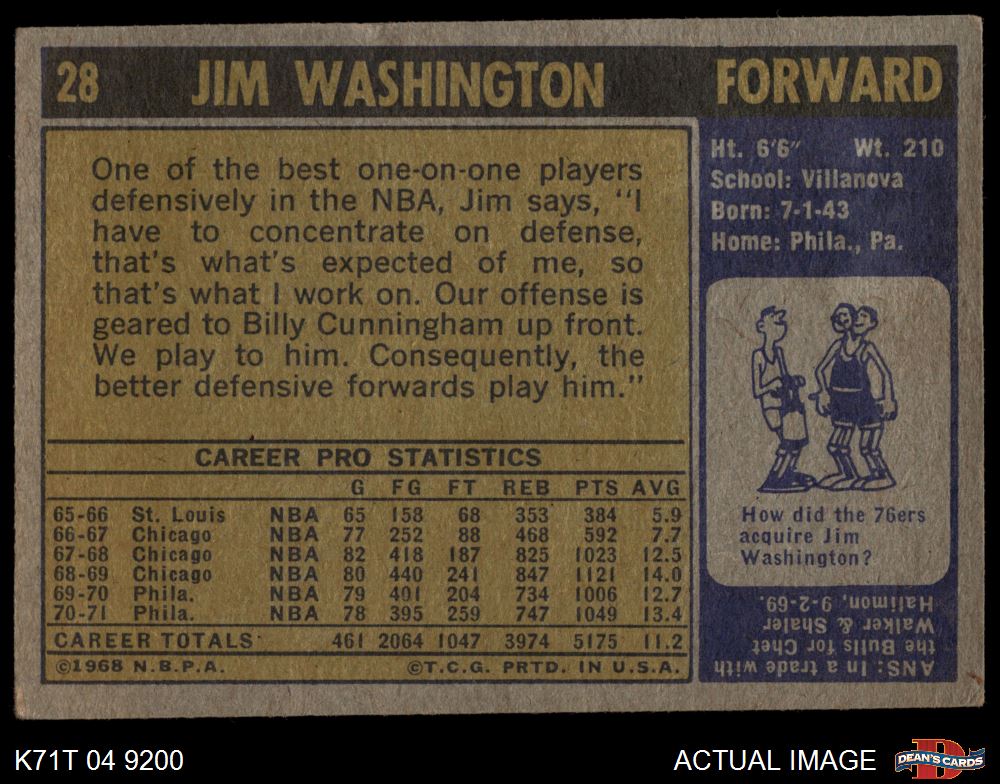 28 JIM WASHINGTON FORWARD
One of the best one-on-one players
defensively in the NBA, Jim says, "I
have to concentrate on defense,
that's what's expected of me, so
that's what I work on. Our offense is
geared to Billy Cunningham up front.
We play to him. Consequently, the
better defensive forwards play him."
CAREER PRO STATISTICS
G FG FT REB PTS AVG
65-66 St. Louis NBA 65 158 68 353 384 5.9
66-67 Chicago NBA 77 252 88 468 592 7.7
67-68 Chicago NBA 82 418 187 825 1023 12.5
68-69 Chicago NBA 80 440 241 847 1121 14.0
69-70 Phila. NBA 79 401 204 734 1006 12.7
70-71 Phila. NBA 78 395 259 747 1049 13.4
CAREER TOTALS 461 2064 1047 3974 5175 11.2
©1968 N.B.P.A. ©T.C.G. PRTD. IN U.S.A.
Ht. 6'6" Wt. 210
School: Villanova
Born: 7-1-43
Home: Phila., Pa.
How did the 76ers
acquire Jim
Washington?
ANS: In a trade with
the Bulls for Chet
Walker & Shaler
Halimon, 9-2-69.
K71T 04 9200
ACTUAL IMAGE
D
DEAN'S CARDS